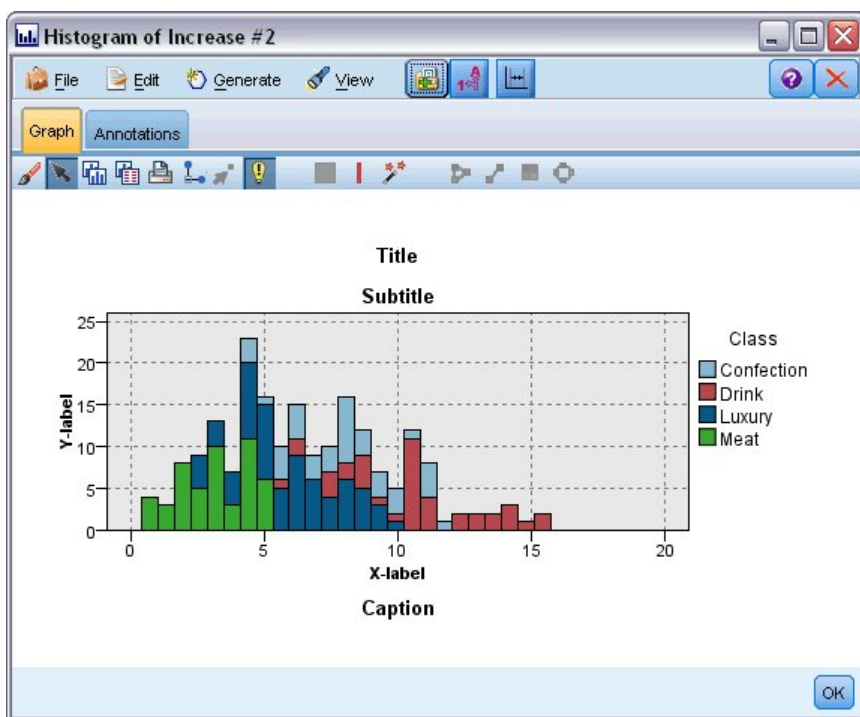 Histogram of Increase #2
File Edit Generate View
Graph Annotations
Title
Subtitle
25
20
15
10
5
0
Y-label
0 5 10 15 20
X-label
Caption
Class
Confection
Drink
Luxury
Meat
OK